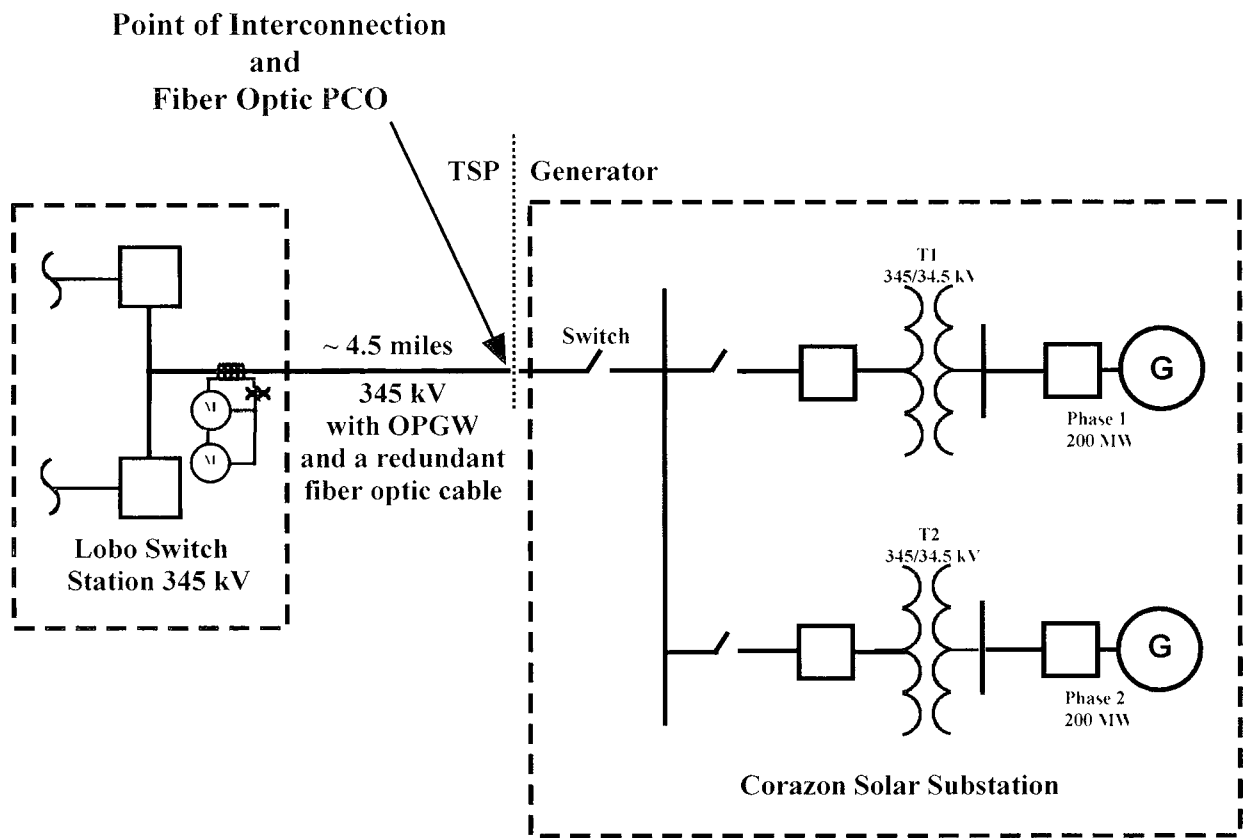 Point of Interconnection
and
Fiber Optic PCO
TSP
Generator
T1
345/34.5 kV
Switch
~ 4.5 miles
345 kV
with OPGW
and a redundant
fiber optic cable
M
M
G
Phase 1
200 MW
Lobo Switch
Station 345 kV
T2
345/34.5 kV
G
Phase 2
200 MW
Corazon Solar Substation